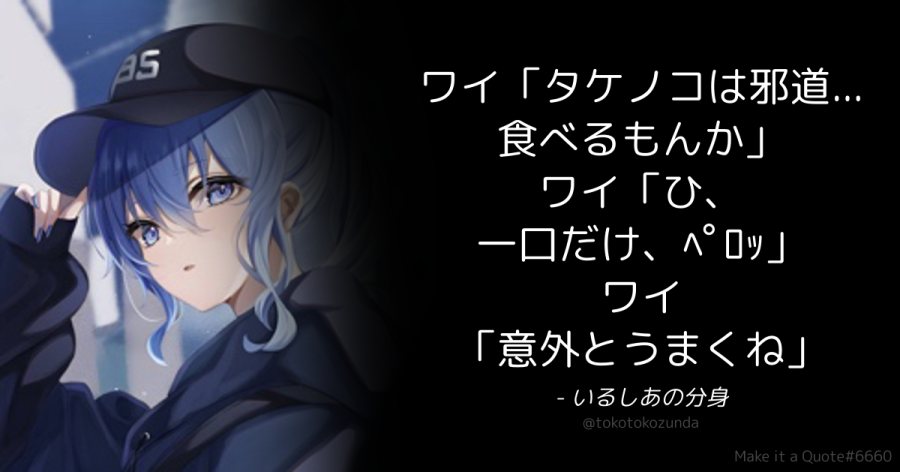 as
ワイ「タケノコは邪道...
食べるもんか」
ワイ「ひ、
一口だけ、ﾍﾟﾛｯ」
ワイ
「意外とうまくね」
- いるしあの分身
@tokotokozunda
Make it a Quote#6660